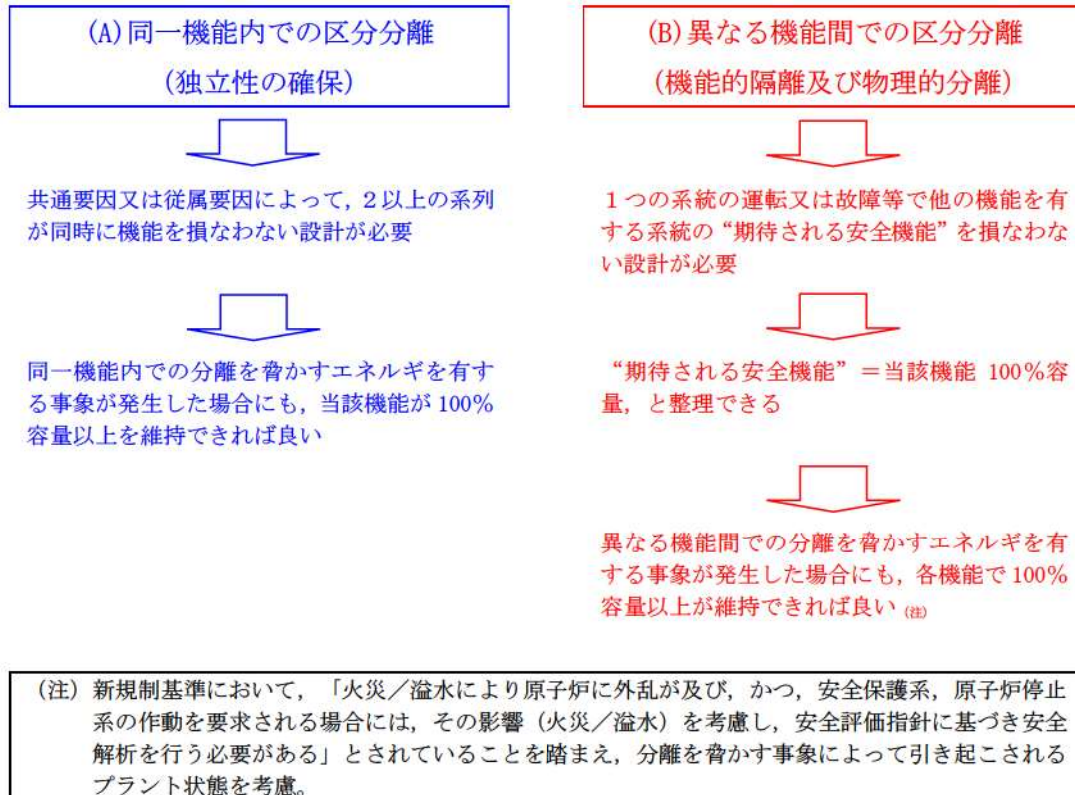 (A)同一機能内での区分分離
(独立性の確保)
共通要因又は従属要因によって，２以上の系列
が同時に機能を損なわない設計が必要
同一機能内での分離を脅かすエネルギを有す
る事象が発生した場合にも，当該機能が 100%
容量以上を維持できれば良い
(B)異なる機能間での区分分離
(機能的隔離及び物理的分離)
１つの系統の運転又は故障等で他の機能を有
する系統の“期待される安全機能”を損なわな
い設計が必要
“期待される安全機能”＝当該機能 100%容
量，と整理できる
異なる機能間での分離を脅かすエネルギを有
する事象が発生した場合にも，各機能で 100%
容量以上が維持できれば良い (注)
(注) 新規制基準において，「火災／溢水により原子炉に外乱が及び，かつ，安全保護系，原子炉停止
系の作動を要求される場合には，その影響（火災／溢水）を考慮し，安全評価指針に基づき安全
解析を行う必要がある」とされていることを踏まえ，分離を脅かす事象によって引き起こされる
プラント状態を考慮。